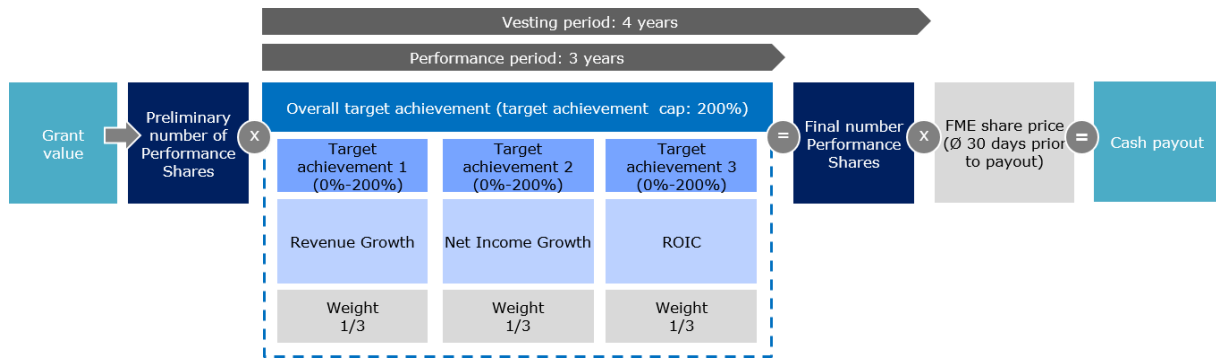 Vesting period: 4 years
Performance period: 3 years
Grant
value
Preliminary
number of
Performance
Shares
x
Overall target achievement (target achievement cap: 200%)
Target
achievement 1
(0%-200%)
Target
achievement 2
(0%-200%)
Target
achievement 3
(0%-200%)
Revenue Growth
Net Income Growth
ROIC
Weight
1/3
Weight
1/3
Weight
1/3
=
Final number
Performance
Shares
x
FME share price
(Ø 30 days prior
to payout)
=
Cash payout